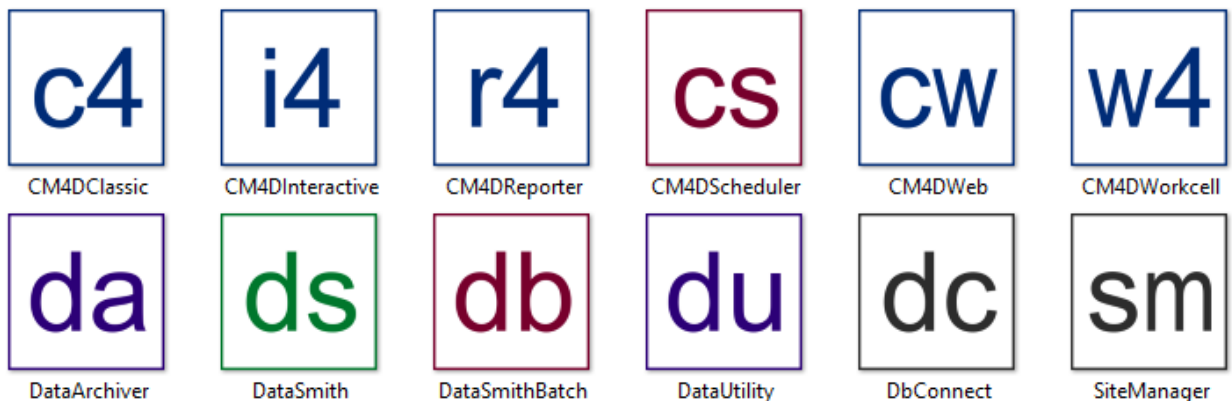 c4 i4 r4 cs cw w4
CM4DClassic CM4DInteractive CM4DReporter CM4DScheduler CM4DWeb CM4DWorkcell
da ds db du dc sm
DataArchiver DataSmith DataSmithBatch DataUtility DbConnect SiteManager